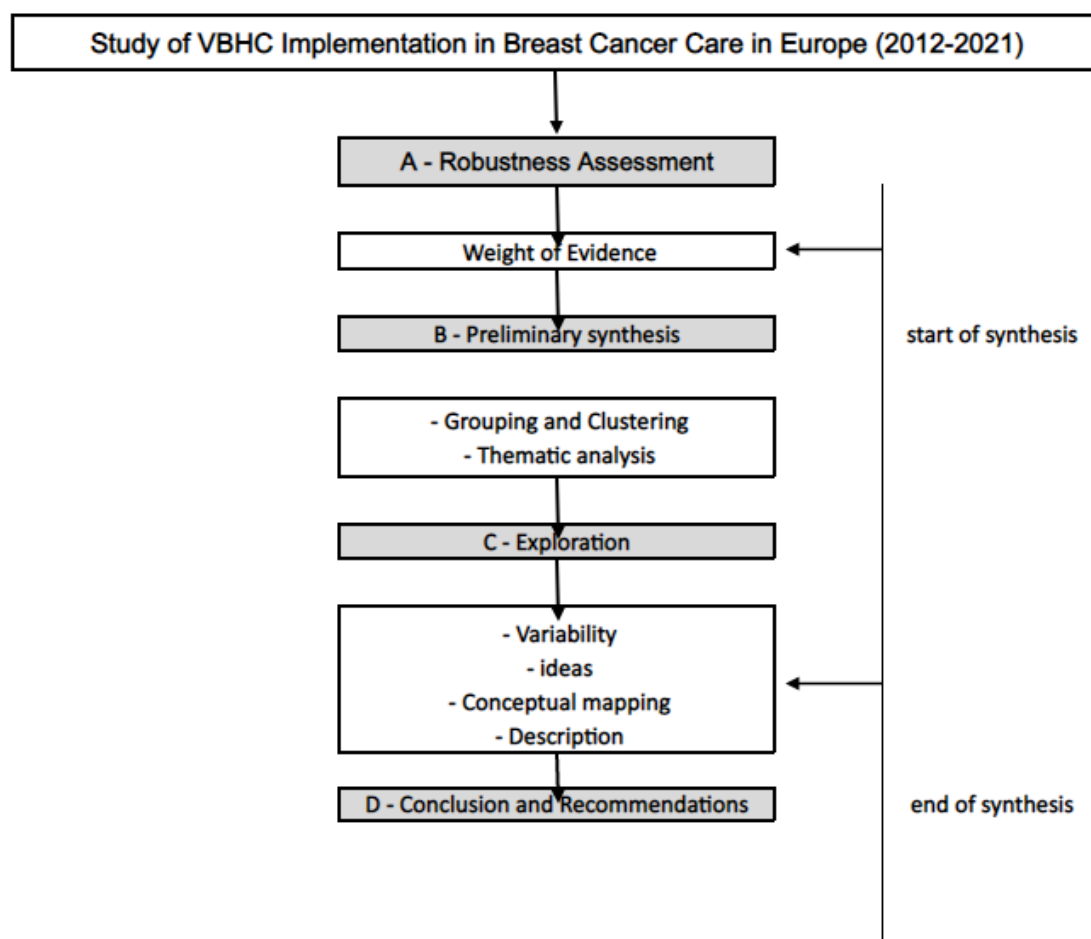 Study of VBHC Implementation in Breast Cancer Care in Europe (2012-2021)
A - Robustness Assessment
Weight of Evidence
B - Preliminary synthesis
start of synthesis
- Grouping and Clustering
- Thematic analysis
C - Exploration
- Variability
- ideas
- Conceptual mapping
- Description
D - Conclusion and Recommendations
end of synthesis